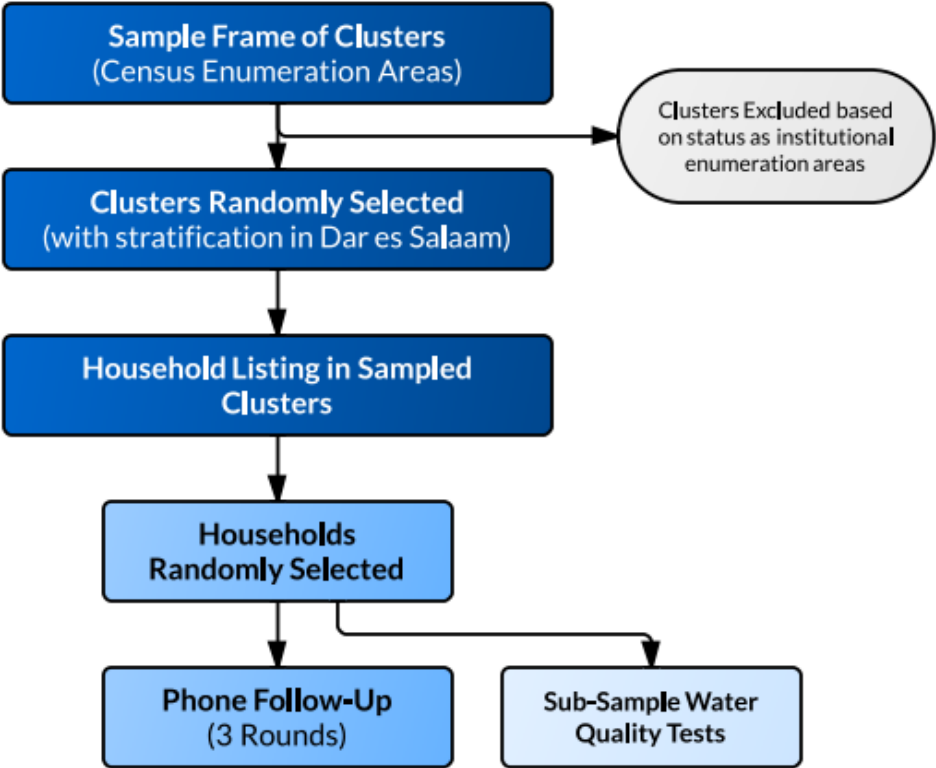 Sample Frame of Clusters
(Census Enumeration Areas)
Clusters Excluded based
on status as institutional
enumeration areas
Clusters Randomly Selected
(with stratification in Dar es Salaam)
Household Listing in Sampled
Clusters
Households
Randomly Selected
Phone Follow-Up
(3 Rounds)
Sub-Sample Water
Quality Tests